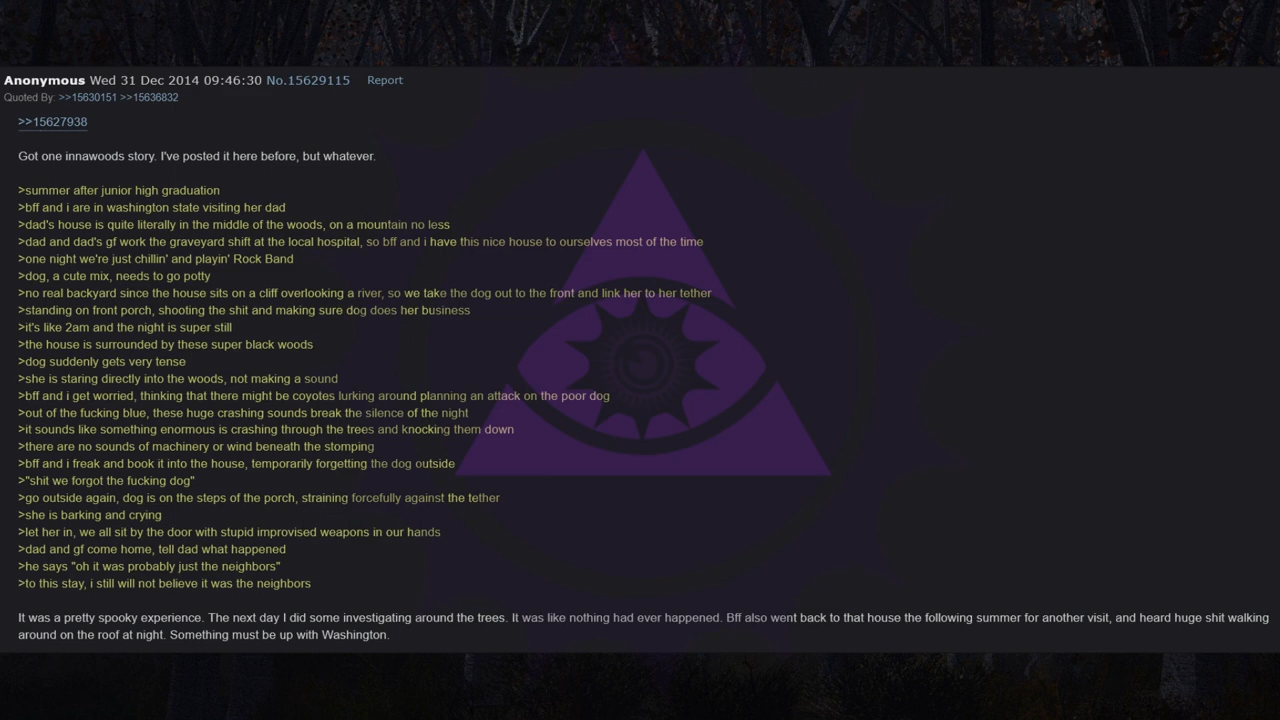 Anonymous Wed 31 Dec 2014 09:46:30 No.15629115 Report
Quoted By: >>15630151 >>15636832
>>15627938
Got one innawoods story. I've posted it here before, but whatever.
>summer after junior high graduation
>bff and i are in washington state visiting her dad
>dad's house is quite literally in the middle of the woods, on a mountain no less
>dad and dad's gf work the graveyard shift at the local hospital, so bff and i have this nice house to ourselves most of the time
>one night we're just chillin' and playin' Rock Band
>dog, a cute mix, needs to go potty
>no real backyard since the house sits on a cliff overlooking a river, so we take the dog out to the front and link her to her tether
>standing on front porch, shooting the shit and making sure dog does her business
>it's like 2am and the night is super still
>the house is surrounded by these super black woods
>dog suddenly gets very tense
>she is staring directly into the woods, not making a sound
>bff and i get worried, thinking that there might be coyotes lurking around planning an attack on the poor dog
>out of the fucking blue, these huge crashing sounds break the silence of the night
>it sounds like something enormous is crashing through the trees and knocking them down
>there are no sounds of machinery or wind beneath the stomping
>bff and i freak and book it into the house, temporarily forgetting the dog outside
>"shit we forgot the fucking dog"
>go outside again, dog is on the steps of the porch, straining forcefully against the tether
>she is barking and crying
>let her in, we all sit by the door with stupid improvised weapons in our hands
>dad and gf come home, tell dad what happened
>he says "oh it was probably just the neighbors"
>to this stay, i still will not believe it was the neighbors
It was a pretty spooky experience. The next day I did some investigating around the trees. It was like nothing had ever happened. Bff also went back to that house the following summer for another visit, and heard huge shit walking
around on the roof at night. Something must be up with Washington.